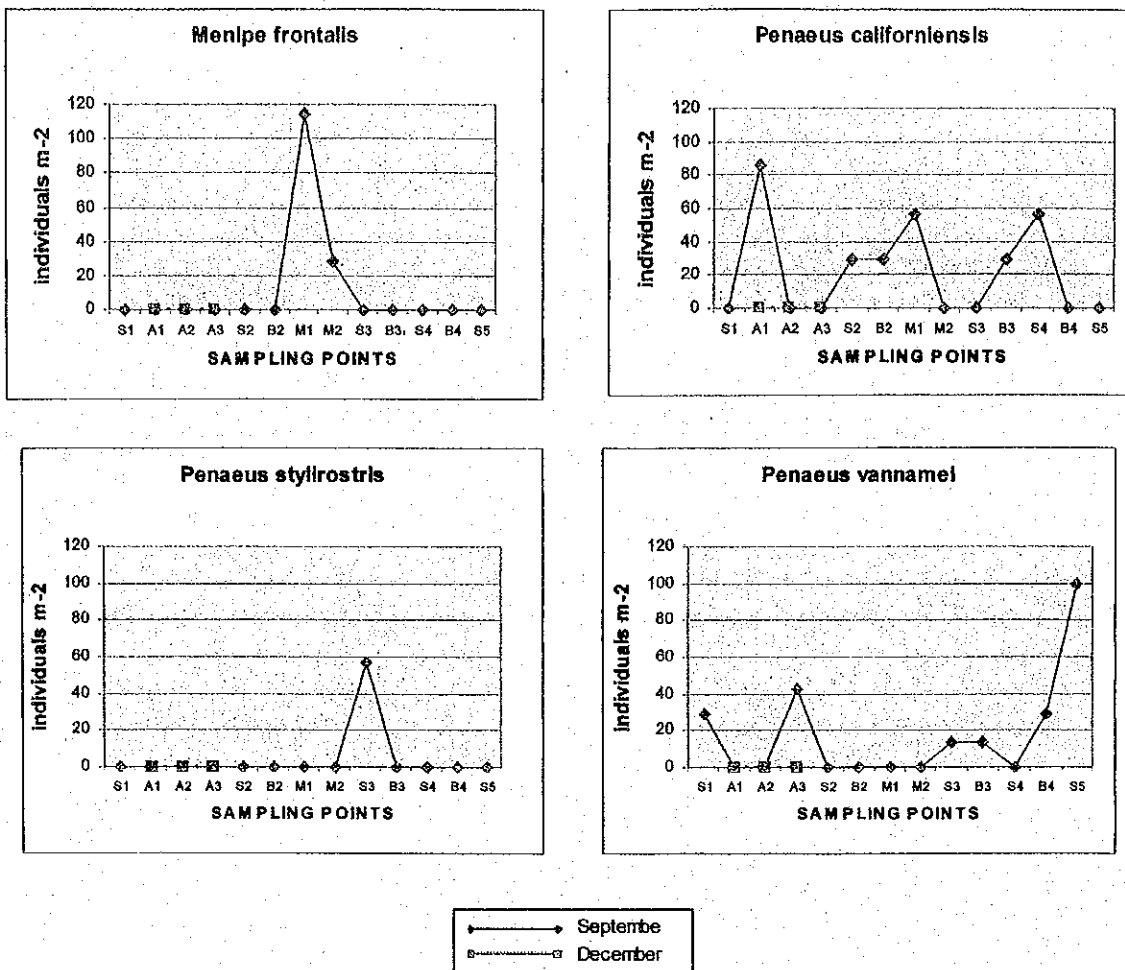 Menipe frontalis
individuals m-2
120
100
80
60
40
20
0
S1 A1 A2 A3 S2 B2 M1 M2 S3 B3 S4 B4 S5
SAMPLING POINTS
Penaeus californiensis
individuals m-2
120
100
80
60
40
20
0
S1 A1 A2 A3 S2 B2 M1 M2 S3 B3 S4 B4 S5
SAMPLING POINTS
Penaeus stylirostris
individuals m-2
120
100
80
60
40
20
0
S1 A1 A2 A3 S2 B2 M1 M2 S3 B3 S4 B4 S5
SAMPLING POINTS
Penaeus vannamei
individuals m-2
120
100
80
60
40
20
0
S1 A1 A2 A3 S2 B2 M1 M2 S3 B3 S4 B4 S5
SAMPLING POINTS
Septembe
December